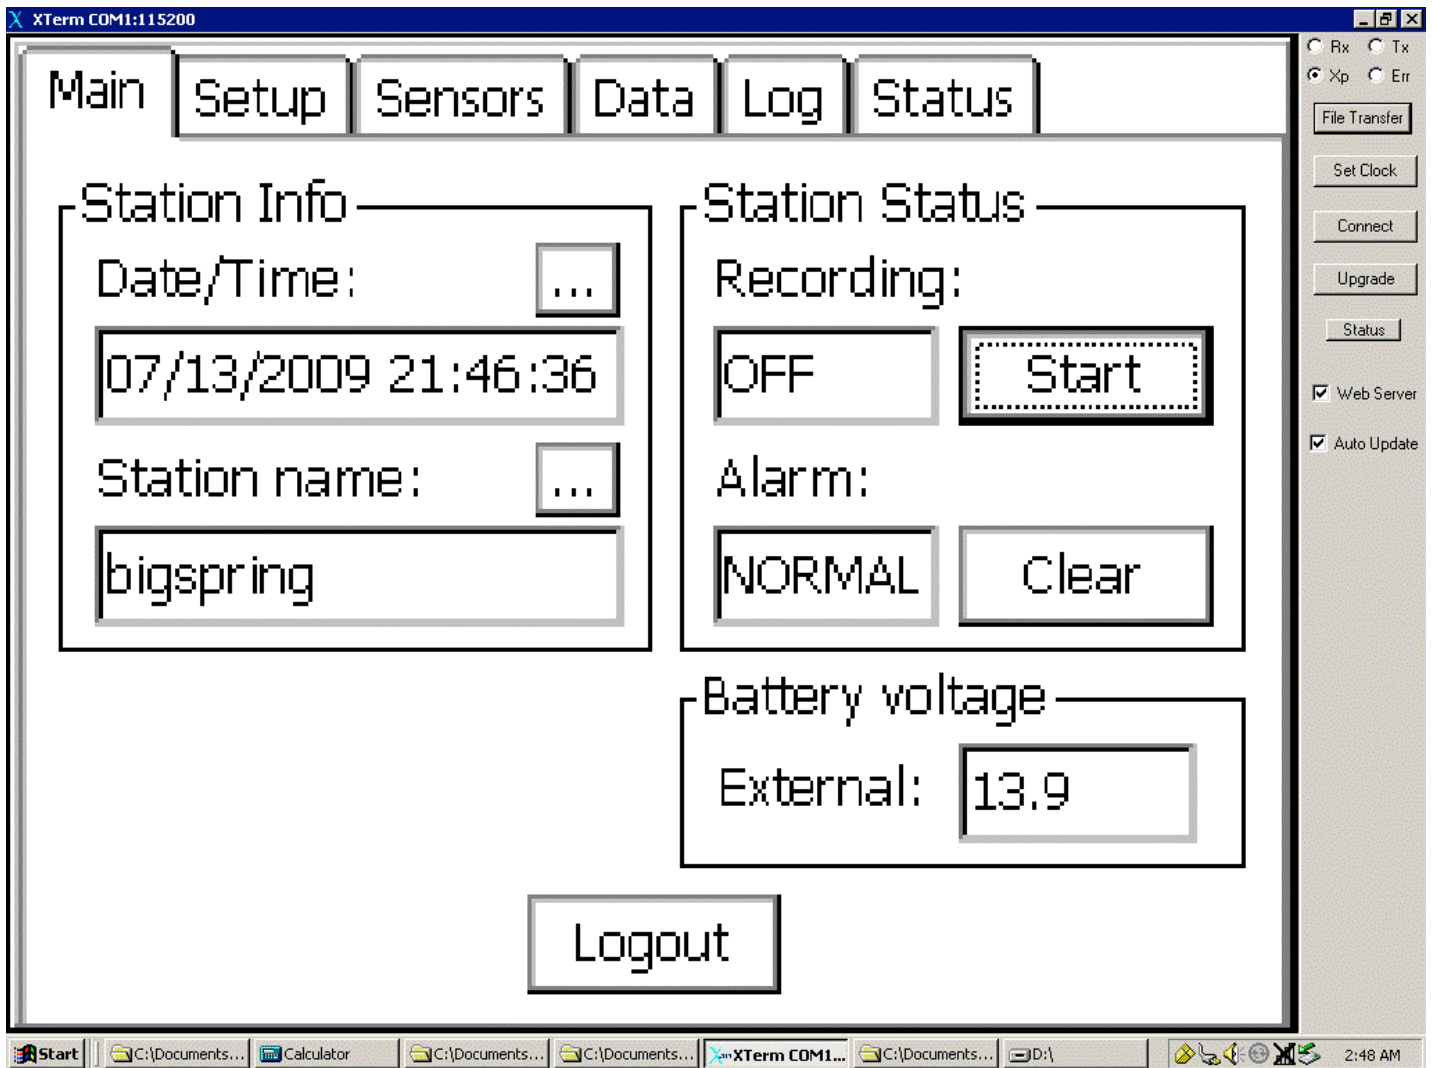 XTerm COM1:115200
Rx Tx
Xp Err
Main Setup Sensors Data Log Status
File Transfer
Set Clock
Connect
Upgrade
Status
Web Server
Auto Update
Station Info
Date/Time: ...
07/13/2009 21:46:36
Station name: ...
bigspring
Station Status
Recording:
OFF Start
Alarm:
NORMAL Clear
Battery voltage
External: 13.9
Logout
Start C:\Documents... Calculator C:\Documents... C:\Documents... XTerm COM1... C:\Documents... D:\ 2:48 AM